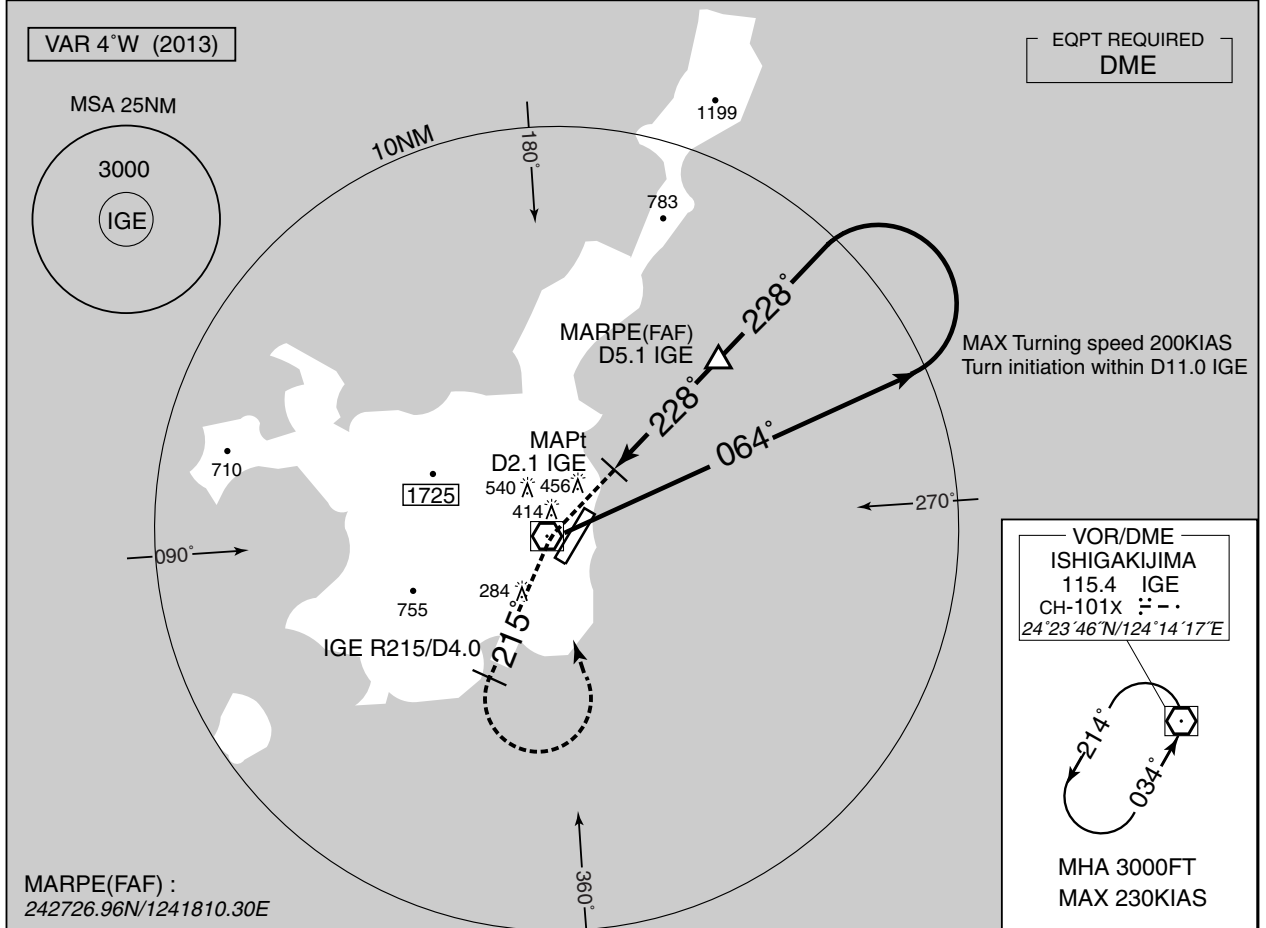 VAR 4°W (2013)
EQPT REQUIRED
DME
MSA 25NM
3000
IGE
10NM
180°
1199
783
228°
MARPE(FAF)
D5.1 IGE
MAX Turning speed 200KIAS
Turn initiation within D11.0 IGE
228°
064°
MAPt
D2.1 IGE
710
1725
540
456
414
270°
090°
284
755
215°
IGE R215/D4.0
360°
VOR/DME
ISHIGAKIJIMA
115.4 IGE
CH-101X
24°23′46″N/124°14′17″E
214°
034°
MHA 3000FT
MAX 230KIAS
MARPE(FAF) :
242726.96N/1241810.30E